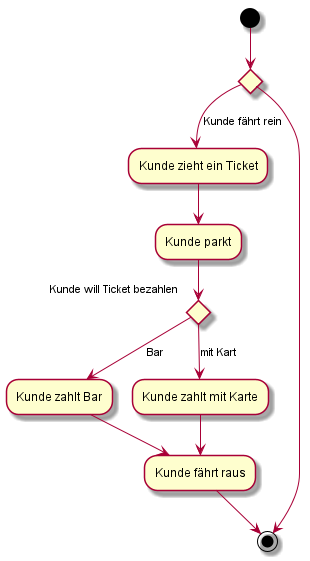 Kunde fährt rein
Kunde zieht ein Ticket
Kunde parkt
Kunde will Ticket bezahlen
Bar
mit Kart
Kunde zahlt Bar
Kunde zahlt mit Karte
Kunde fährt raus